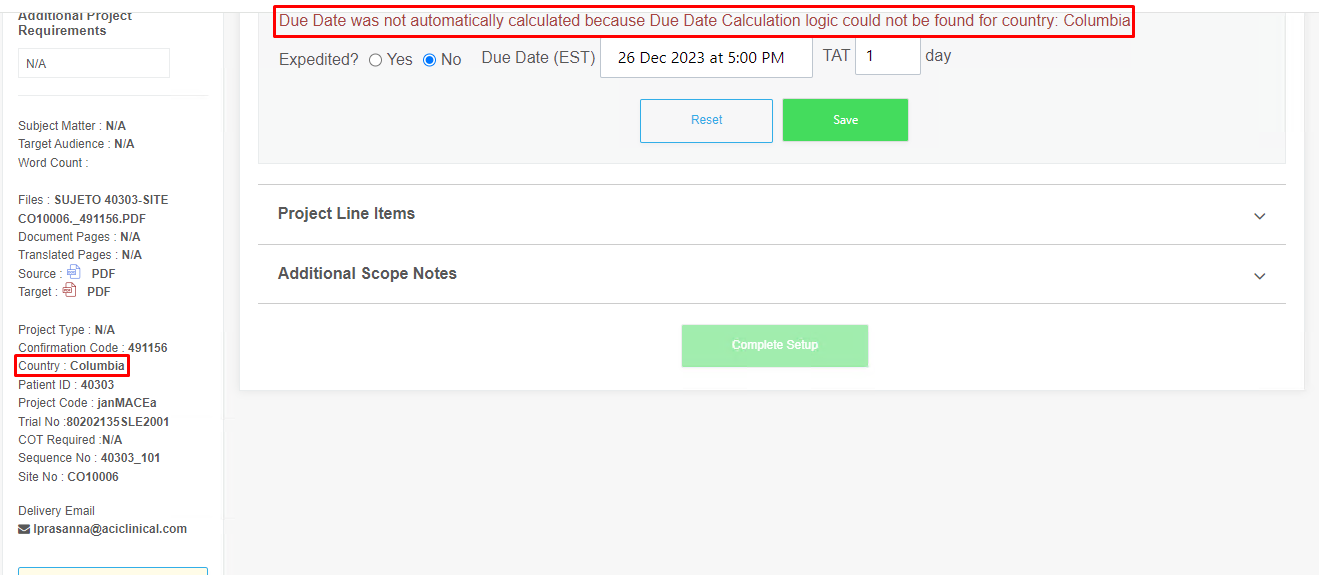 Additional Project
Requirements
N/A
Subject Matter : N/A
Target Audience : N/A
Word Count :
Files : SUJETO 40303-SITE
CO10006._491156.PDF
Document Pages : N/A
Translated Pages : N/A
Source : PDF
Target : PDF
Project Type : N/A
Confirmation Code : 491156
Country : Columbia
Patient ID : 40303
Project Code : janMACEa
Trial No :80202135SLE2001
COT Required :N/A
Sequence No : 40303_101
Site No : CO10006
Delivery Email
lprasanna@aciclinical.com
Due Date was not automatically calculated because Due Date Calculation logic could not be found for country: Columbia
Expedited? Yes No Due Date (EST) 26 Dec 2023 at 5:00 PM TAT 1 day
Reset Save
Project Line Items
Additional Scope Notes
Complete Setup